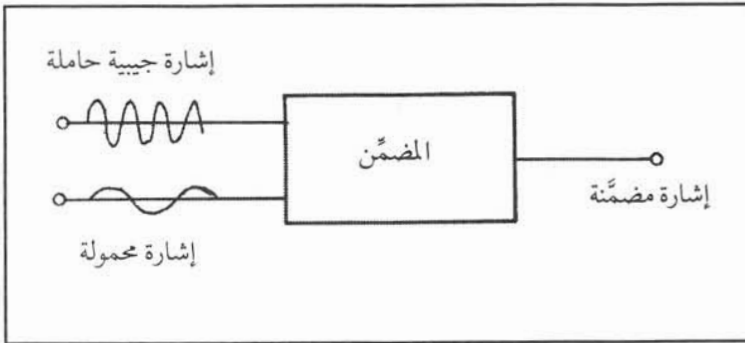 إشارة جيبية حاملة
المضمِّن
إشارة مضمَّنة
إشارة محمولة